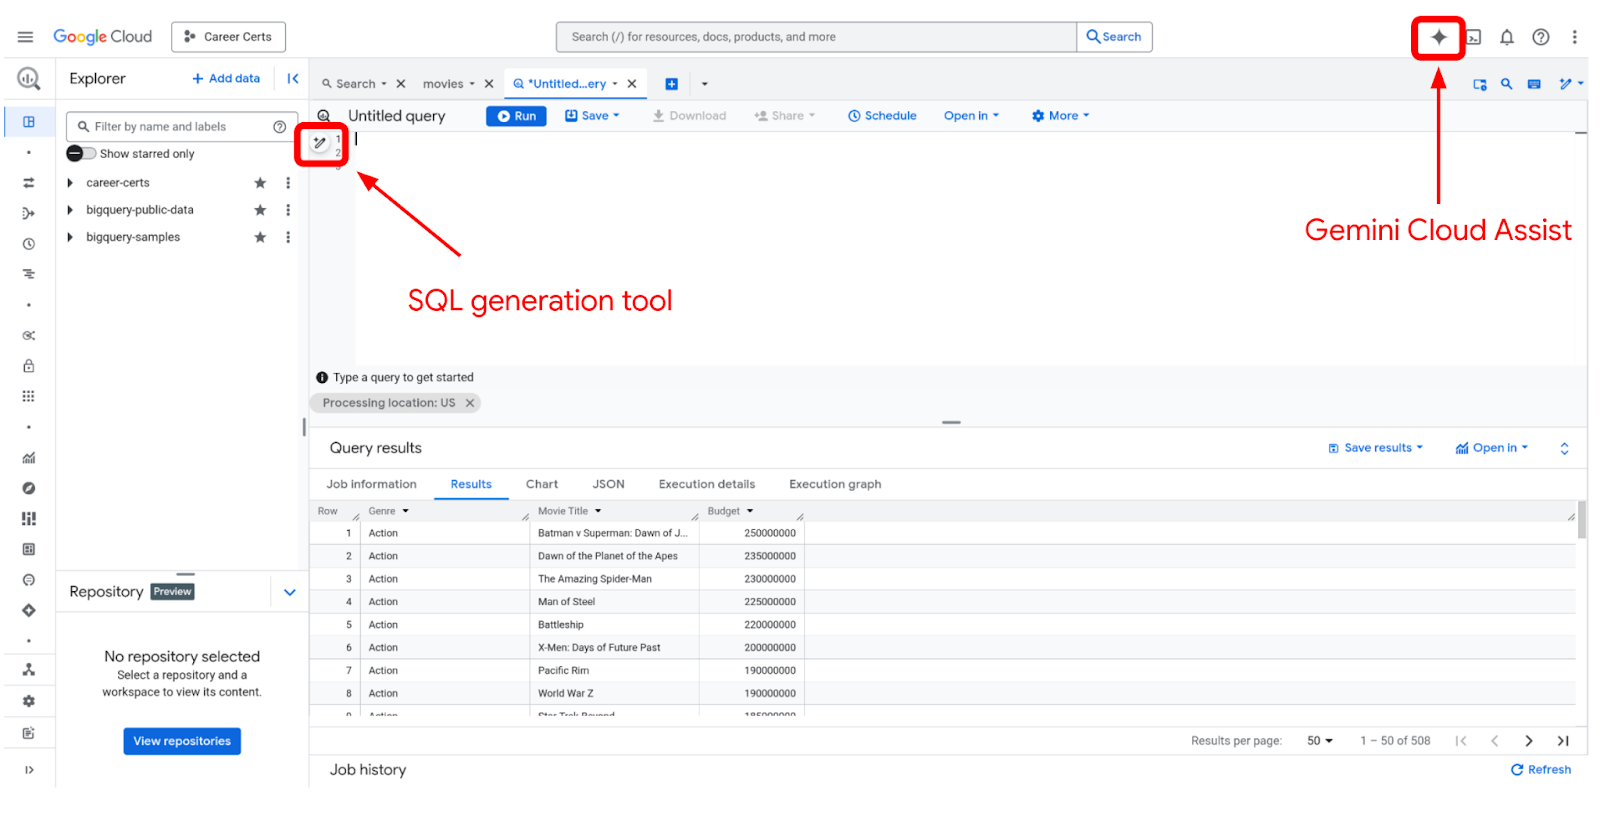 Google Cloud
Career Certs
Search (/) for resources, docs, products, and more
Search
Explorer
+ Add data
Search
movies
*Untitled...ery
Filter by name and labels
Show starred only
career-certs
bigquery-public-data
bigquery-samples
Untitled query
Run
Save
Download
Share
Schedule
Open in
More
1
2
Gemini Cloud Assist
SQL generation tool
Type a query to get started
Processing location: US
Query results
Save results
Open in
Job information
Results
Chart
JSON
Execution details
Execution graph
Row Genre Movie Title Budget
1 Action Batman v Superman: Dawn of J... 250000000
2 Action Dawn of the Planet of the Apes 235000000
3 Action The Amazing Spider-Man 230000000
4 Action Man of Steel 225000000
5 Action Battleship 220000000
6 Action X-Men: Days of Future Past 200000000
7 Action Pacific Rim 190000000
8 Action World War Z 190000000
9 Action Star Trek Beyond 185000000
Repository Preview
No repository selected
Select a repository and a
workspace to view its content.
View repositories
Results per page: 50 1 – 50 of 508
Job history
Refresh